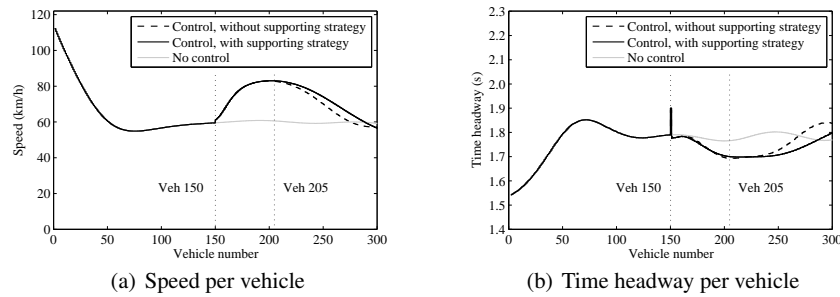 120
100
80
60
40
20
0
Speed (km/h)
Control, without supporting strategy
Control, with supporting strategy
No control
Veh 150
Veh 205
0 50 100 150 200 250 300
Vehicle number
(a) Speed per vehicle
2.3
2.2
2.1
2
1.9
1.8
1.7
1.6
1.5
1.4
Time headway (s)
Control, without supporting strategy
Control, with supporting strategy
No control
Veh 150
Veh 205
0 50 100 150 200 250 300
Vehicle number
(b) Time headway per vehicle